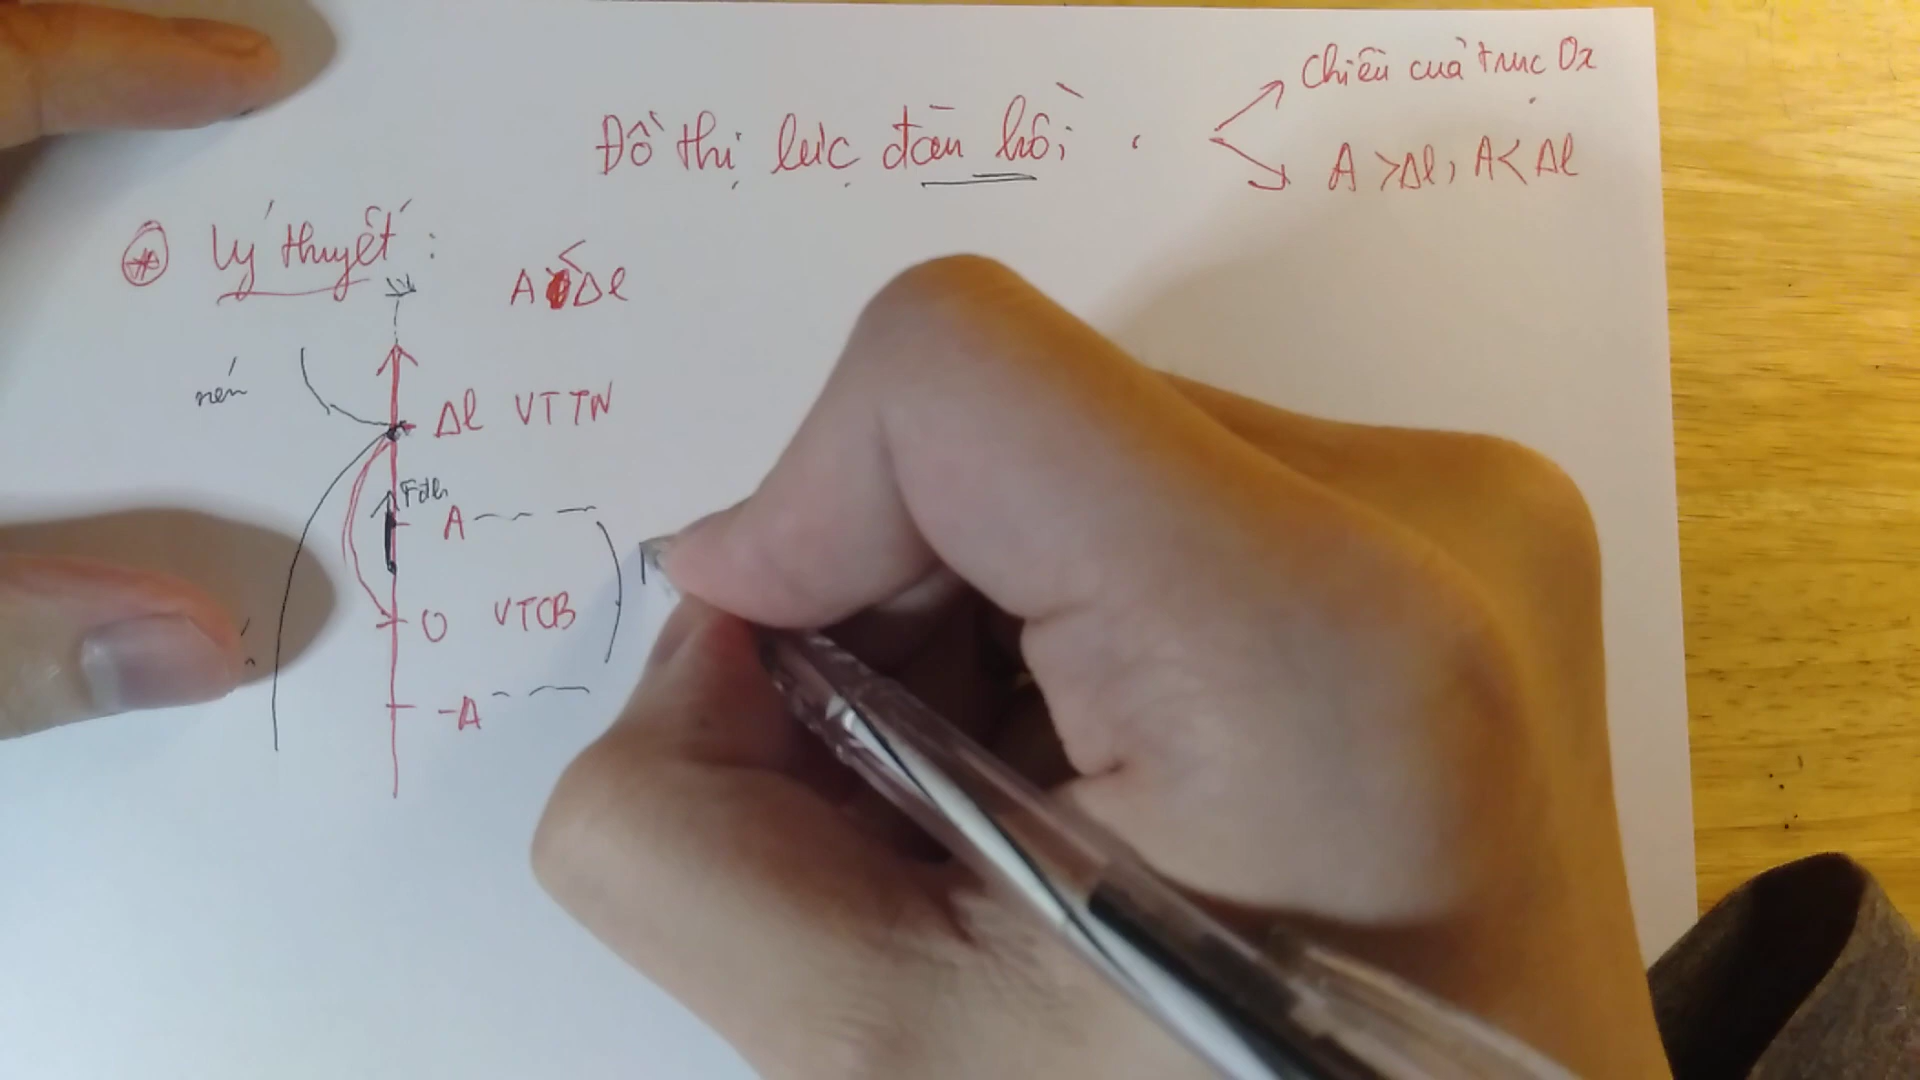 Đồ thị lực đàn hồi
Chiều của trục Ox
A > Δl, A < Δl
* Lý thuyết:
A < Δl
nén
Δl VTTN
Fđh
A
O VTCB
-A